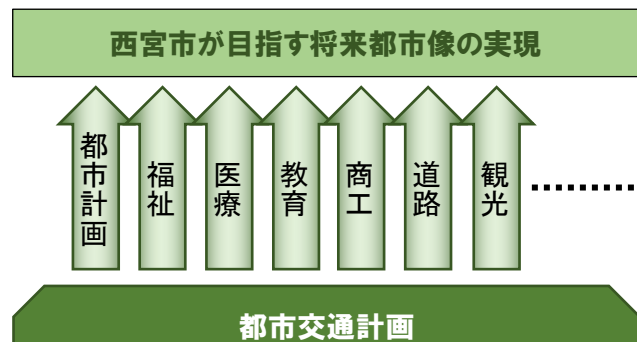 西宮市が目指す将来都市像の実現
都市計画
福祉
医療
教育
商工
道路
観光
都市交通計画